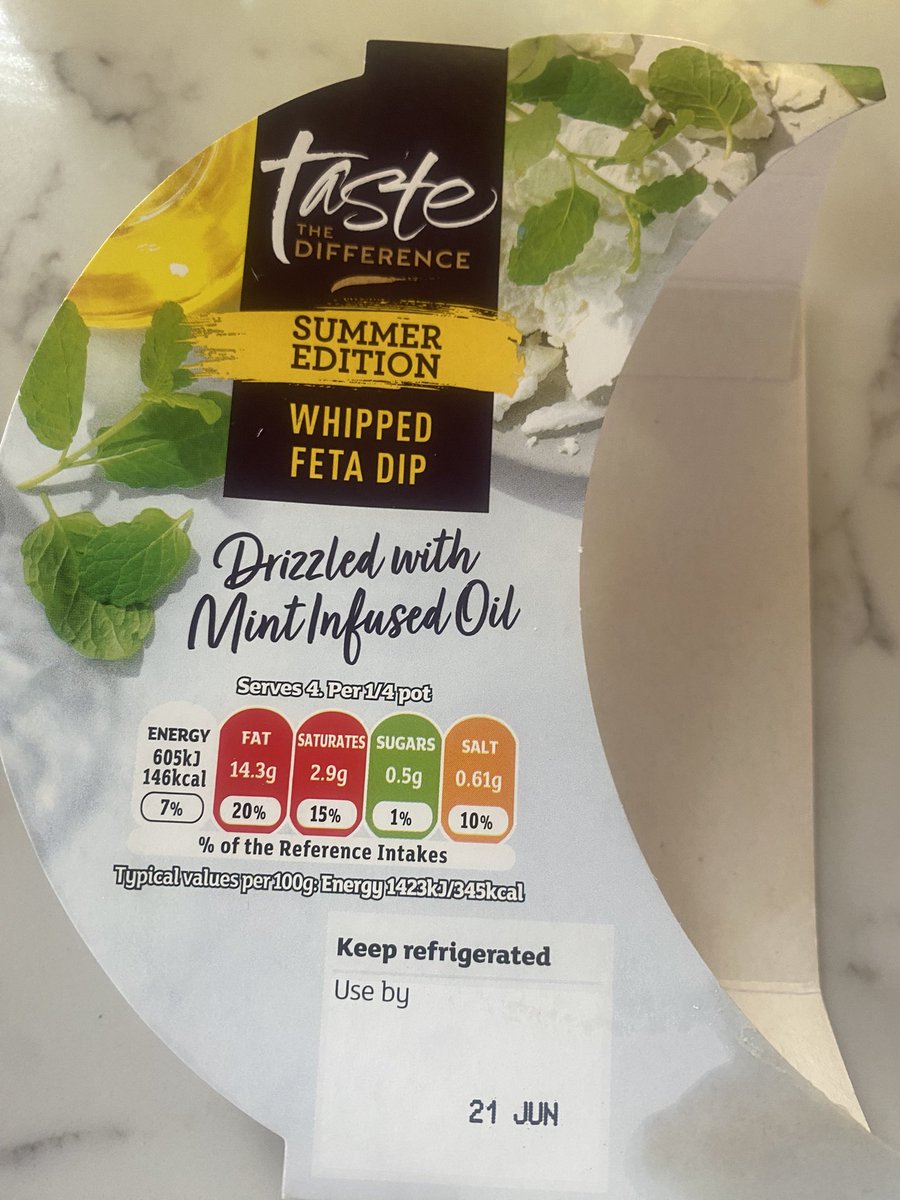 taste
THE
DIFFERENCE
SUMMER
EDITION
WHIPPED
FETA DIP
Drizzled with
Mint Infused Oil
Serves 4. Per 1/4 pot
ENERGY
605kJ
146kcal
7%
FAT
14.3g
20%
SATURATES
2.9g
15%
SUGARS
0.5g
1%
SALT
0.61g
10%
% of the Reference Intakes
Typical values per 100g: Energy 1423kJ/345kcal
Keep refrigerated
Use by
21 JUN